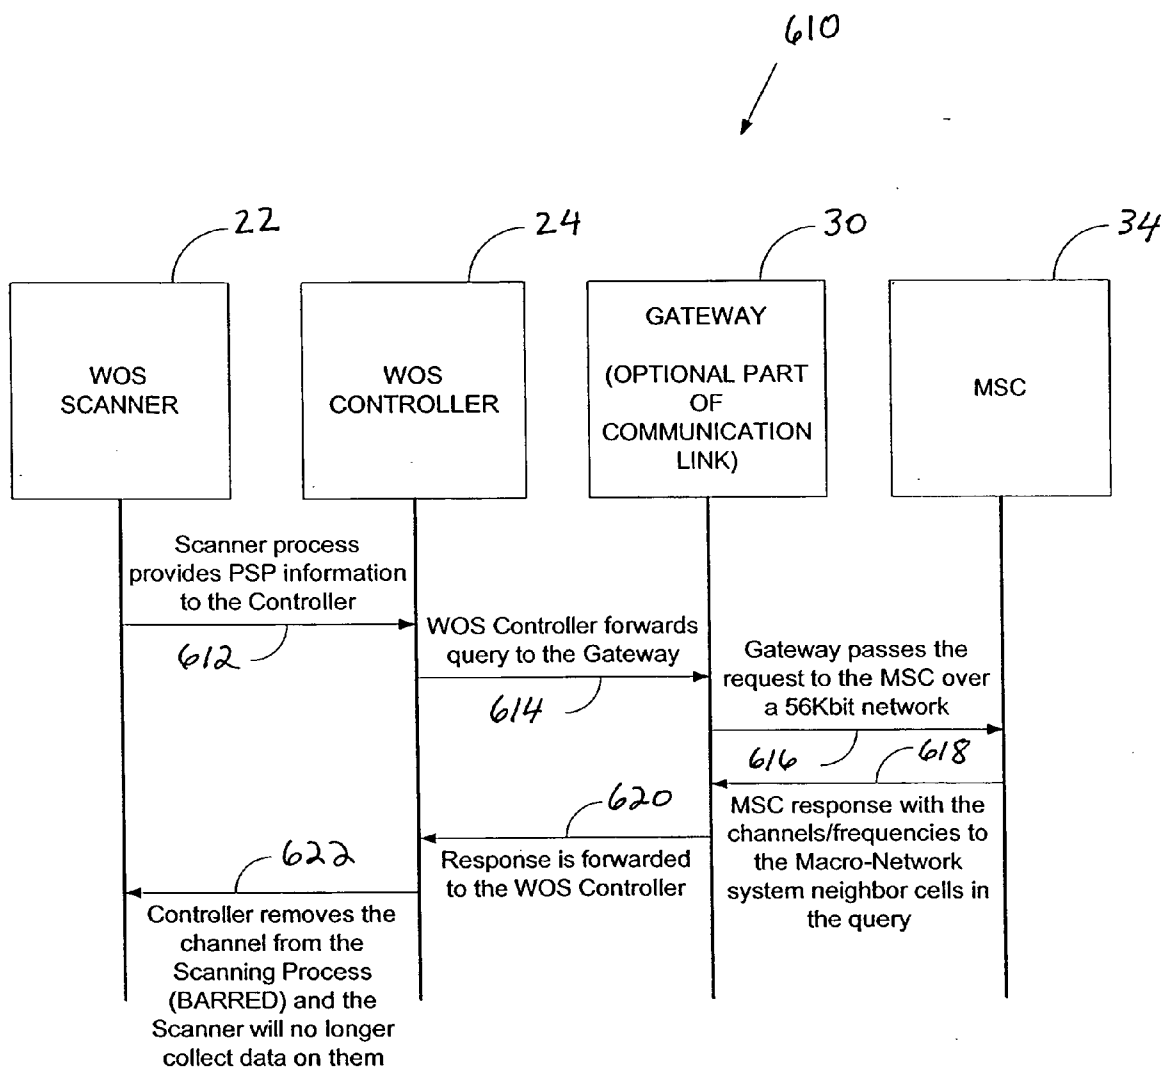 610
22
24
30
34
WOS
SCANNER
WOS
CONTROLLER
GATEWAY
(OPTIONAL PART
OF
COMMUNICATION
LINK)
MSC
Scanner process
provides PSP information
to the Controller
612
WOS Controller forwards
query to the Gateway
614
Gateway passes the
request to the MSC over
a 56Kbit network
616
618
MSC response with the
channels/frequencies to
the Macro-Network
system neighbor cells in
the query
620
Response is forwarded
to the WOS Controller
622
Controller removes the
channel from the
Scanning Process
(BARRED) and the
Scanner will no longer
collect data on them